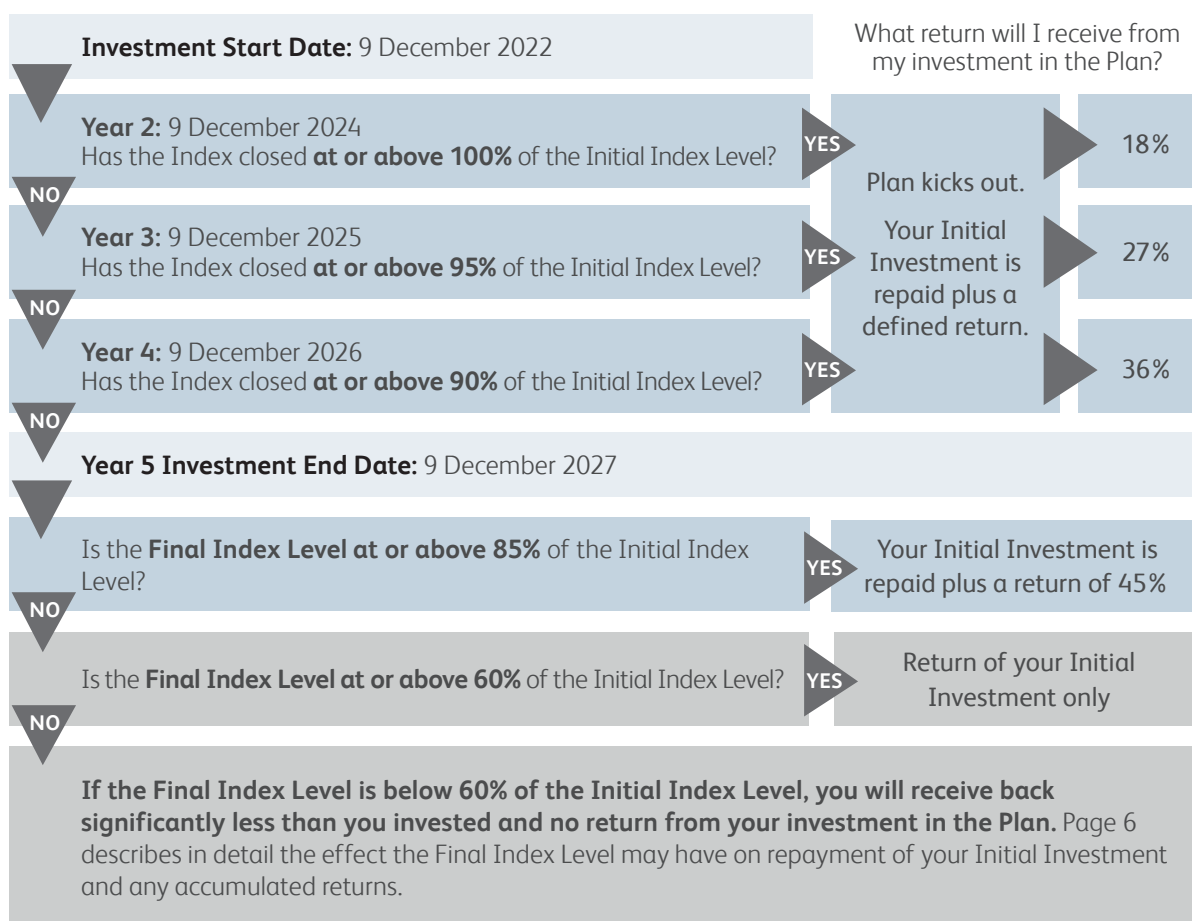 Investment Start Date: 9 December 2022
What return will I receive from
my investment in the Plan?
Year 2: 9 December 2024
Has the Index closed at or above 100% of the Initial Index Level?
YES
18%
NO
Year 3: 9 December 2025
Has the Index closed at or above 95% of the Initial Index Level?
YES
27%
NO
Year 4: 9 December 2026
Has the Index closed at or above 90% of the Initial Index Level?
YES
36%
Plan kicks out.
Your Initial
Investment is
repaid plus a
defined return.
NO
Year 5 Investment End Date: 9 December 2027
Is the Final Index Level at or above 85% of the Initial Index
Level?
YES
Your Initial Investment is
repaid plus a return of 45%
NO
Is the Final Index Level at or above 60% of the Initial Index Level?
YES
Return of your Initial
Investment only
NO
If the Final Index Level is below 60% of the Initial Index Level, you will receive back
significantly less than you invested and no return from your investment in the Plan. Page 6
describes in detail the effect the Final Index Level may have on repayment of your Initial Investment
and any accumulated returns.